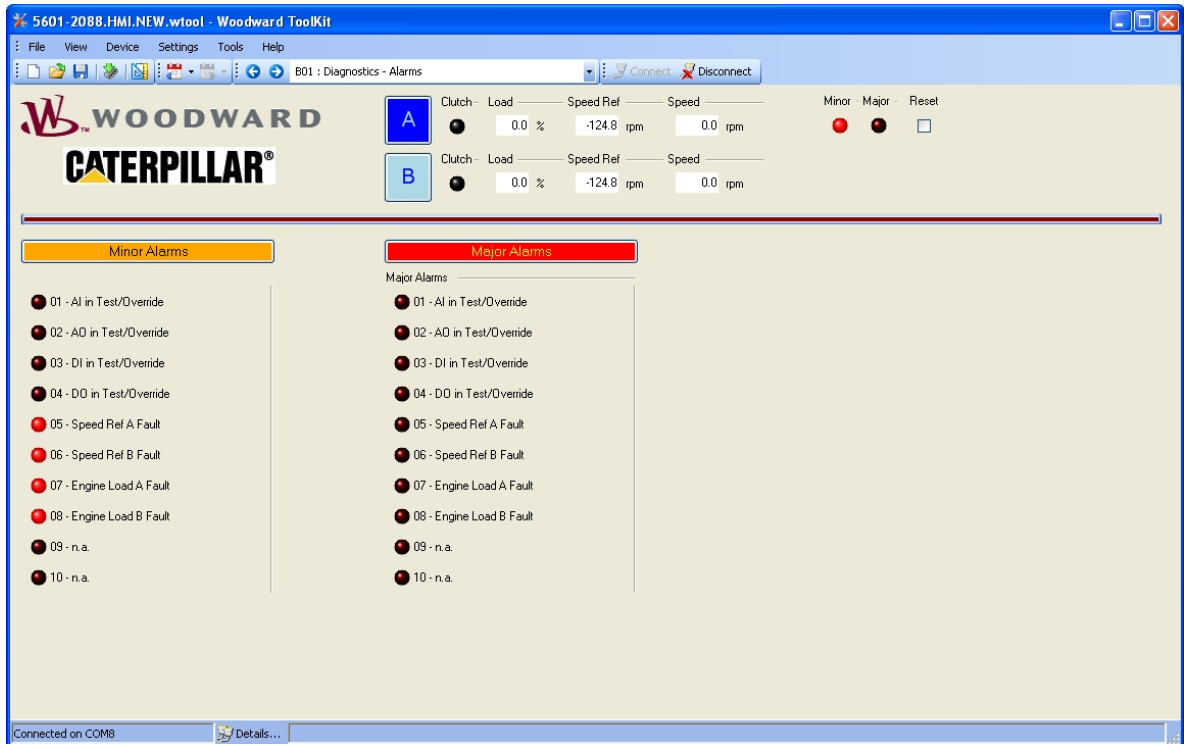 5601-2088.HMI.NEW.wtool - Woodward ToolKit
File View Device Settings Tools Help
B01 : Diagnostics - Alarms Connect Disconnect
WOODWARD
CATERPILLAR®
A
Clutch Load Speed Ref Speed
0.0 % -124.8 rpm 0.0 rpm
Minor Major Reset
B
Clutch Load Speed Ref Speed
0.0 % -124.8 rpm 0.0 rpm
Minor Alarms
01 - AI in Test/Override
02 - AO in Test/Override
03 - DI in Test/Override
04 - DO in Test/Override
05 - Speed Ref A Fault
06 - Speed Ref B Fault
07 - Engine Load A Fault
08 - Engine Load B Fault
09 - n.a.
10 - n.a.
Major Alarms
Major Alarms
01 - AI in Test/Override
02 - AO in Test/Override
03 - DI in Test/Override
04 - DO in Test/Override
05 - Speed Ref A Fault
06 - Speed Ref B Fault
07 - Engine Load A Fault
08 - Engine Load B Fault
09 - n.a.
10 - n.a.
Connected on COM8 Details...